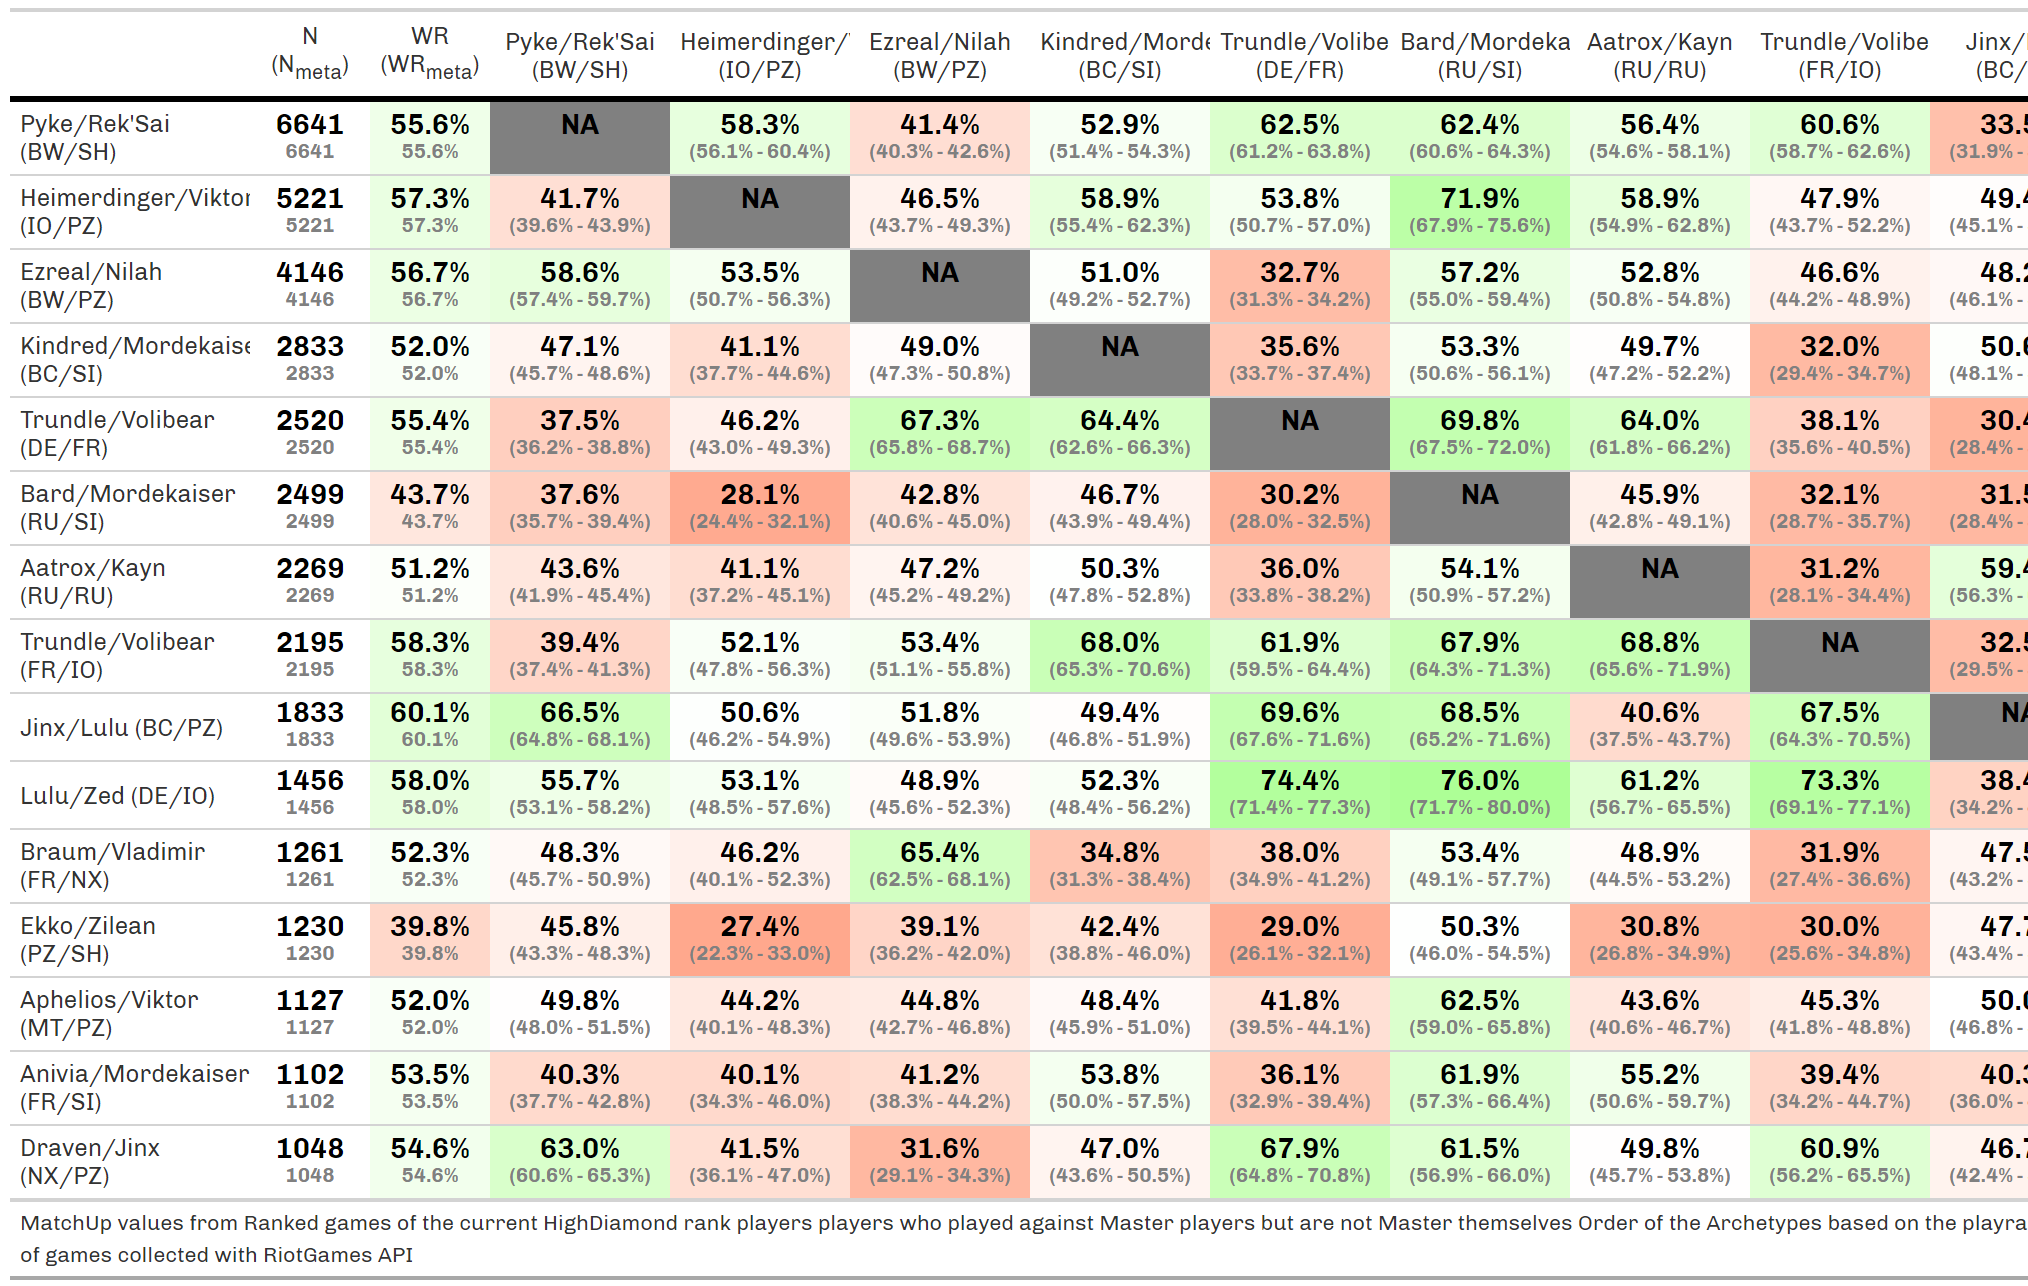 N WR Pyke/Rek'Sai Heimerdinger/ Ezreal/Nilah Kindred/Morde Trundle/Volibe Bard/Mordeka Aatrox/Kayn Trundle/Volibe Jinx/
(Nmeta) (WRmeta) (BW/SH) (IO/PZ) (BW/PZ) (BC/SI) (DE/FR) (RU/SI) (RU/RU) (FR/IO) (BC/
Pyke/Rek'Sai 6641 55.6% NA 58.3% 41.4% 52.9% 62.5% 62.4% 56.4% 60.6% 33.5
(BW/SH) 6641 55.6% (56.1% - 60.4%) (40.3% - 42.6%) (51.4% - 54.3%) (61.2% - 63.8%) (60.6% - 64.3%) (54.6% - 58.1%) (58.7% - 62.6%) (31.9% -
Heimerdinger/Viktor 5221 57.3% 41.7% NA 46.5% 58.9% 53.8% 71.9% 58.9% 47.9% 49.4
(IO/PZ) 5221 57.3% (39.6% - 43.9%) (43.7% - 49.3%) (55.4% - 62.3%) (50.7% - 57.0%) (67.9% - 75.6%) (54.9% - 62.8%) (43.7% - 52.2%) (45.1% -
Ezreal/Nilah 4146 56.7% 58.6% 53.5% NA 51.0% 32.7% 57.2% 52.8% 46.6% 48.2
(BW/PZ) 4146 56.7% (57.4% - 59.7%) (50.7% - 56.3%) (49.2% - 52.7%) (31.3% - 34.2%) (55.0% - 59.4%) (50.8% - 54.8%) (44.2% - 48.9%) (46.1% -
Kindred/Mordekaise 2833 52.0% 47.1% 41.1% 49.0% NA 35.6% 53.3% 49.7% 32.0% 50.6
(BC/SI) 2833 52.0% (45.7% - 48.6%) (37.7% - 44.6%) (47.3% - 50.8%) (33.7% - 37.4%) (50.6% - 56.1%) (47.2% - 52.2%) (29.4% - 34.7%) (48.1% -
Trundle/Volibear 2520 55.4% 37.5% 46.2% 67.3% 64.4% NA 69.8% 64.0% 38.1% 30.4
(DE/FR) 2520 55.4% (36.2% - 38.8%) (43.0% - 49.3%) (65.8% - 68.7%) (62.6% - 66.3%) (67.5% - 72.0%) (61.8% - 66.2%) (35.6% - 40.5%) (28.4% -
Bard/Mordekaiser 2499 43.7% 37.6% 28.1% 42.8% 46.7% 30.2% NA 45.9% 32.1% 31.5
(RU/SI) 2499 43.7% (35.7% - 39.4%) (24.4% - 32.1%) (40.6% - 45.0%) (43.9% - 49.4%) (28.0% - 32.5%) (42.8% - 49.1%) (28.7% - 35.7%) (28.4% -
Aatrox/Kayn 2269 51.2% 43.6% 41.1% 47.2% 50.3% 36.0% 54.1% NA 31.2% 59.4
(RU/RU) 2269 51.2% (41.9% - 45.4%) (37.2% - 45.1%) (45.2% - 49.2%) (47.8% - 52.8%) (33.8% - 38.2%) (50.9% - 57.2%) (28.1% - 34.4%) (56.3% -
Trundle/Volibear 2195 58.3% 39.4% 52.1% 53.4% 68.0% 61.9% 67.9% 68.8% NA 32.5
(FR/IO) 2195 58.3% (37.4% - 41.3%) (47.8% - 56.3%) (51.1% - 55.8%) (65.3% - 70.6%) (59.5% - 64.4%) (64.3% - 71.3%) (65.6% - 71.9%) (29.5% -
Jinx/Lulu (BC/PZ) 1833 60.1% 66.5% 50.6% 51.8% 49.4% 69.6% 68.5% 40.6% 67.5% NA
1833 60.1% (64.8% - 68.1%) (46.2% - 54.9%) (49.6% - 53.9%) (46.8% - 51.9%) (67.6% - 71.6%) (65.2% - 71.6%) (37.5% - 43.7%) (64.3% - 70.5%)
Lulu/Zed (DE/IO) 1456 58.0% 55.7% 53.1% 48.9% 52.3% 74.4% 76.0% 61.2% 73.3% 38.4
1456 58.0% (53.1% - 58.2%) (48.5% - 57.6%) (45.6% - 52.3%) (48.4% - 56.2%) (71.4% - 77.3%) (71.7% - 80.0%) (56.7% - 65.5%) (69.1% - 77.1%) (34.2% -
Braum/Vladimir 1261 52.3% 48.3% 46.2% 65.4% 34.8% 38.0% 53.4% 48.9% 31.9% 47.5
(FR/NX) 1261 52.3% (45.7% - 50.9%) (40.1% - 52.3%) (62.5% - 68.1%) (31.3% - 38.4%) (34.9% - 41.2%) (49.1% - 57.7%) (44.5% - 53.2%) (27.4% - 36.6%) (43.2% -
Ekko/Zilean 1230 39.8% 45.8% 27.4% 39.1% 42.4% 29.0% 50.3% 30.8% 30.0% 47.7
(PZ/SH) 1230 39.8% (43.3% - 48.3%) (22.3% - 33.0%) (36.2% - 42.0%) (38.8% - 46.0%) (26.1% - 32.1%) (46.0% - 54.5%) (26.8% - 34.9%) (25.6% - 34.8%) (43.4% -
Aphelios/Viktor 1127 52.0% 49.8% 44.2% 44.8% 48.4% 41.8% 62.5% 43.6% 45.3% 50.0
(MT/PZ) 1127 52.0% (48.0% - 51.5%) (40.1% - 48.3%) (42.7% - 46.8%) (45.9% - 51.0%) (39.5% - 44.1%) (59.0% - 65.8%) (40.6% - 46.7%) (41.8% - 48.8%) (46.8% -
Anivia/Mordekaiser 1102 53.5% 40.3% 40.1% 41.2% 53.8% 36.1% 61.9% 55.2% 39.4% 40.3
(FR/SI) 1102 53.5% (37.7% - 42.8%) (34.3% - 46.0%) (38.3% - 44.2%) (50.0% - 57.5%) (32.9% - 39.4%) (57.3% - 66.4%) (50.6% - 59.7%) (34.2% - 44.7%) (36.0% -
Draven/Jinx 1048 54.6% 63.0% 41.5% 31.6% 47.0% 67.9% 61.5% 49.8% 60.9% 46.7
(NX/PZ) 1048 54.6% (60.6% - 65.3%) (36.1% - 47.0%) (29.1% - 34.3%) (43.6% - 50.5%) (64.8% - 70.8%) (56.9% - 66.0%) (45.7% - 53.8%) (56.2% - 65.5%) (42.4% -
MatchUp values from Ranked games of the current HighDiamond rank players players who played against Master players but are not Master themselves Order of the Archetypes based on the playra
of games collected with RiotGames API